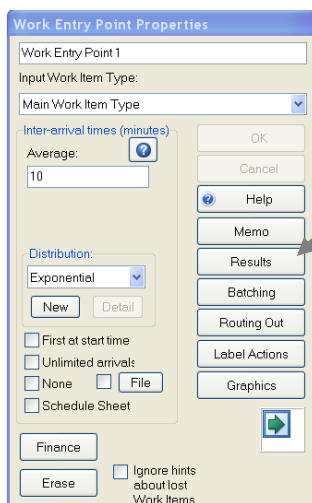 Work Entry Point Properties
Work Entry Point 1
Input Work Item Type:
Main Work Item Type
Inter-arrival times (minutes)
Average:
10
Distribution:
Exponential
New Detail
First at start time
Unlimited arrivals
None File
Schedule Sheet
Finance
Erase
Ignore hints
about lost
Work Items
OK
Cancel
Help
Memo
Results
Batching
Routing Out
Label Actions
Graphics